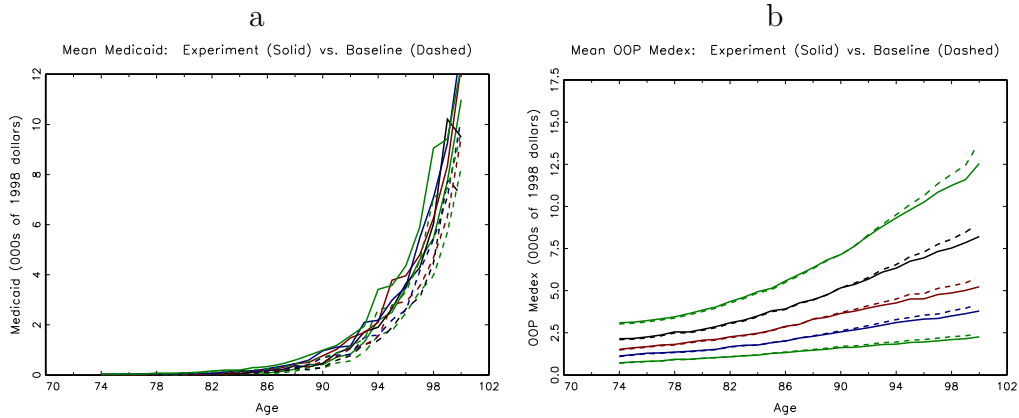 a
Mean Medicaid: Experiment (Solid) vs. Baseline (Dashed)
Medicaid (000s of 1998 dollars)
12
10
8
6
4
2
0
70 74 78 82 86 90 94 98 102
Age
b
Mean OOP Medex: Experiment (Solid) vs. Baseline (Dashed)
OOP Medex (000s of 1998 dollars)
17.5
15.0
12.5
10.0
7.5
5.0
2.5
0.0
70 74 78 82 86 90 94 98 102
Age